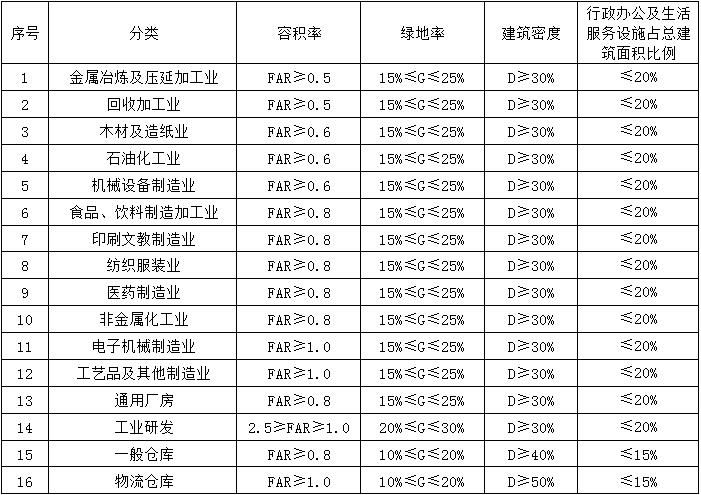 序号 分类 容积率 绿地率 建筑密度 行政办公及生活服务设施占总建筑面积比例
1 金属冶炼及压延加工业 FAR≥0.5 15%≤G≤25% D≥30% ≤20%
2 回收加工业 FAR≥0.5 15%≤G≤25% D≥30% ≤20%
3 木材及造纸业 FAR≥0.6 15%≤G≤25% D≥30% ≤20%
4 石油化工业 FAR≥0.6 15%≤G≤25% D≥30% ≤20%
5 机械设备制造业 FAR≥0.6 15%≤G≤25% D≥30% ≤20%
6 食品、饮料制造加工业 FAR≥0.8 15%≤G≤25% D≥30% ≤20%
7 印刷文教制造业 FAR≥0.8 15%≤G≤25% D≥30% ≤20%
8 纺织服装业 FAR≥0.8 15%≤G≤25% D≥30% ≤20%
9 医药制造业 FAR≥0.8 15%≤G≤25% D≥30% ≤20%
10 非金属化工业 FAR≥0.8 15%≤G≤25% D≥30% ≤20%
11 电子机械制造业 FAR≥1.0 15%≤G≤25% D≥30% ≤20%
12 工艺品及其他制造业 FAR≥1.0 15%≤G≤25% D≥30% ≤20%
13 通用厂房 FAR≥0.8 15%≤G≤25% D≥30% ≤20%
14 工业研发 2.5≥FAR≥1.0 20%≤G≤30% D≥30% ≤20%
15 一般仓库 FAR≥0.8 10%≤G≤20% D≥40% ≤15%
16 物流仓库 FAR≥1.0 10%≤G≤20% D≥50% ≤15%